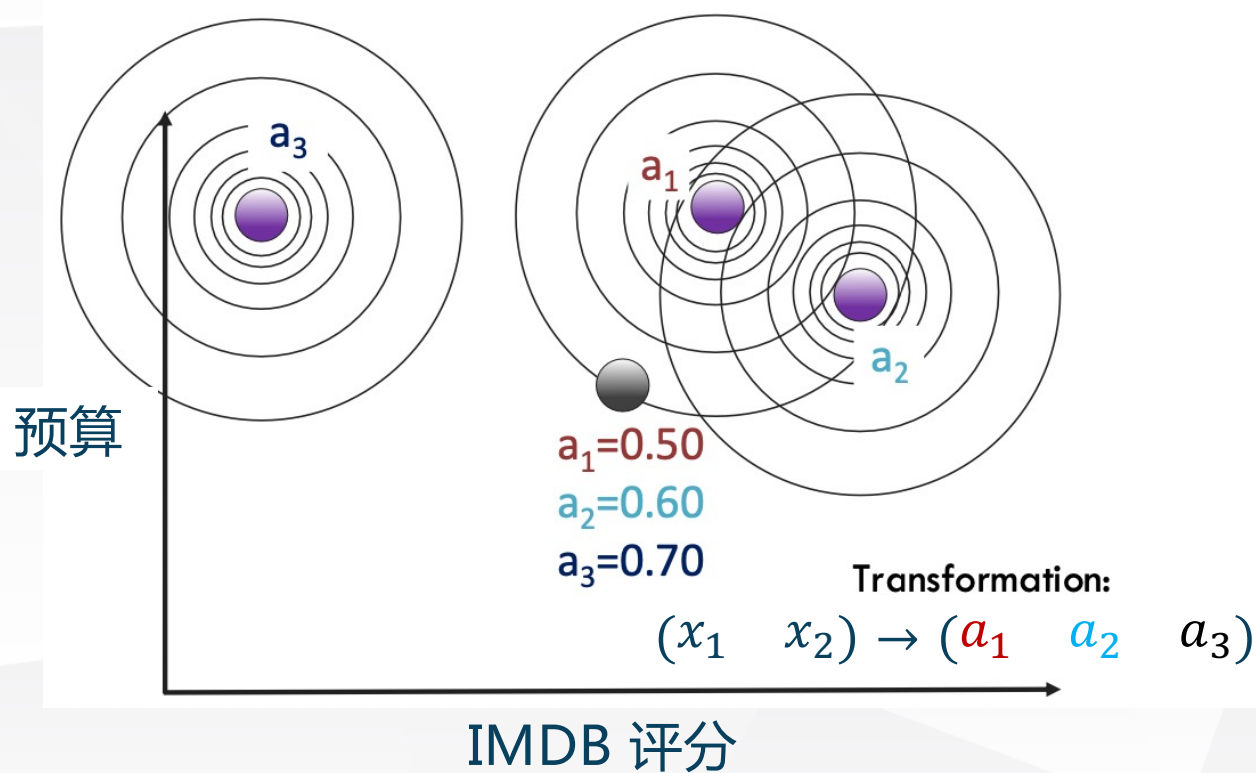 a₃
a₁
a₂
预算
a₁=0.50
a₂=0.60
a₃=0.70
Transformation:
(x₁ x₂) → (a₁ a₂ a₃)
IMDB 评分